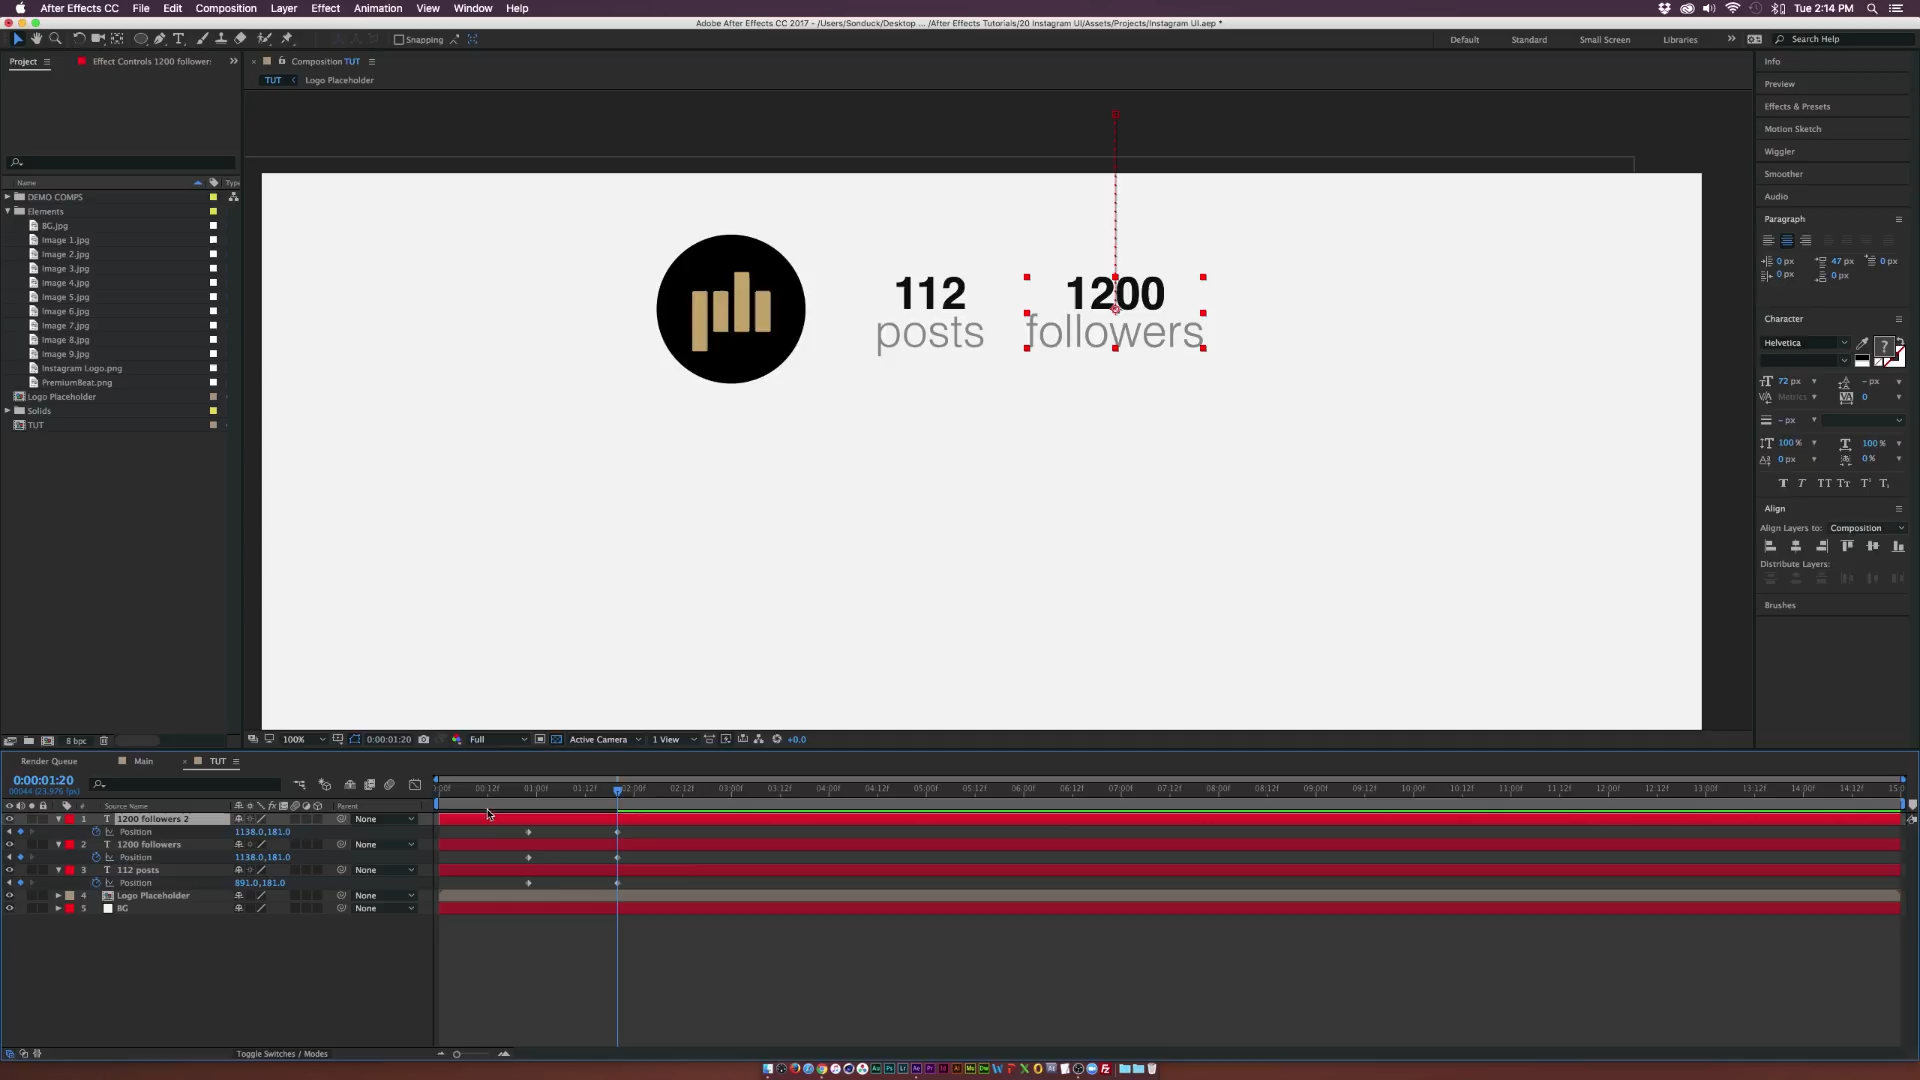 After Effects CC File Edit Composition Layer Effect Animation View Window Help
Tue 2:14 PM
Adobe After Effects CC 2017 - /Users/Sonduck/Desktop ... /After Effects Tutorials/20 Instagram UI/Assets/Projects/Instagram UI.aep *
Snapping
Default Standard Small Screen Libraries
Search Help
Project
Effect Controls 1200 follower:
Composition TUT
TUT Logo Placeholder
Name Type
DEMO COMPS
Elements
BG.jpg
Image 1.jpg
Image 2.jpg
Image 3.jpg
Image 4.jpg
Image 5.jpg
Image 6.jpg
Image 7.jpg
Image 8.jpg
Image 9.jpg
Instagram Logo.png
PremiumBeat.png
Logo Placeholder
Solids
TUT
8 bpc
112
posts
1200
followers
100% 0:00:01:20 Full Active Camera 1 View +0.0
Info
Preview
Effects & Presets
Motion Sketch
Wiggler
Smoother
Audio
Paragraph
0 px 47 px 0 px
0 px 0 px
Character
Helvetica
72 px - px
Metrics 0
- px
100 % 100 %
0 px 0 %
T T TT Tt T¹ T₁
Align
Align Layers to: Composition
Distribute Layers:
Brushes
Render Queue Main TUT
0:00:01:20
00044 (23.976 fps)
:00f 00:12f 01:00f 01:12f 02:00f 02:12f 03:00f 03:12f 04:00f 04:12f 05:00f 05:12f 06:00f 06:12f 07:00f 07:12f 08:00f 08:12f 09:00f 09:12f 10:00f 10:12f 11:00f 11:12f 12:00f 12:12f 13:00f 13:12f 14:00f 14:12f 15:0
# Source Name Parent
1 T 1200 followers 2 None
Position 1138.0,181.0
2 T 1200 followers None
Position 1138.0,181.0
3 T 112 posts None
Position 891.0,181.0
4 Logo Placeholder None
5 BG None
Toggle Switches / Modes